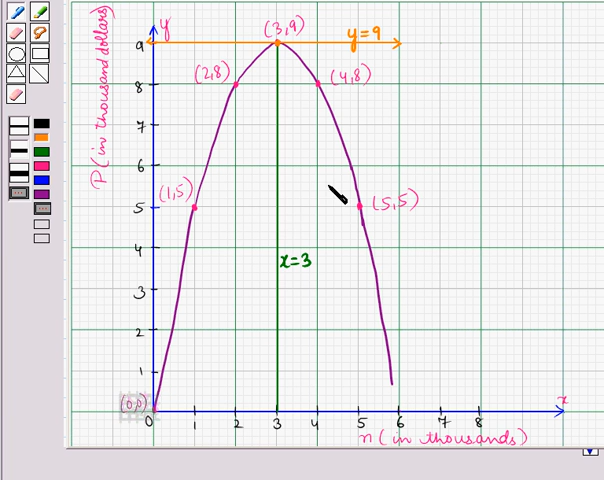 y
(3,9)
y=9
P (in thousand dollars)
9
(2,8)
(4,8)
8
7
6
(1,5)
(5,5)
5
4
x=3
3
2
1
(0,0)
x
0 1 2 3 4 5 6 7 8
n (in thousands)